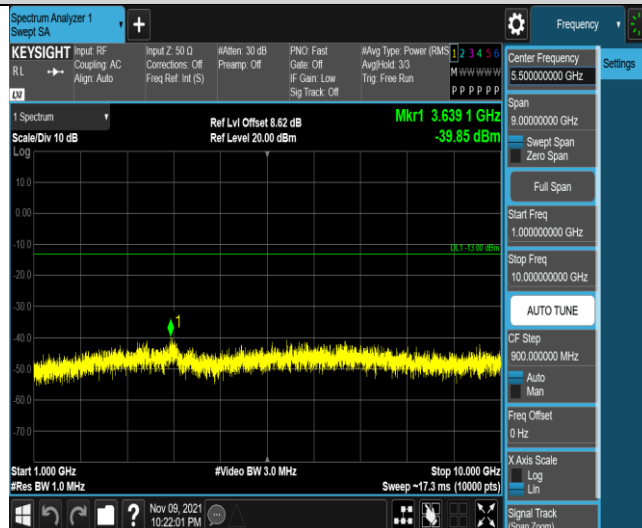 Spectrum Analyzer 1
Swept SA
Frequency
KEYSIGHT
Input: RF
Coupling: AC
Align: Auto
Input Z: 50 Ω
Corrections: Off
Freq Ref: Int (S)
#Atten: 30 dB
Preamp: Off
PNO: Fast
Gate: Off
IF Gain: Low
Sig Track: Off
#Avg Type: Power (RMS
Avg|Hold: 3/3
Trig: Free Run
1 2 3 4 5 6
M W W W W W
P P P P P P
R L
LXI
1 Spectrum
Scale/Div 10 dB
Ref Lvl Offset 8.62 dB
Ref Level 20.00 dBm
Mkr1 3.639 1 GHz
-39.85 dBm
Log
10.0
0.00
-10.0
DL1 -13.00 dBm
-20.0
-30.0
1
-40.0
-50.0
-60.0
-70.0
Start 1.000 GHz
#Res BW 1.0 MHz
#Video BW 3.0 MHz
Stop 10.000 GHz
Sweep ~17.3 ms (10000 pts)
Nov 09, 2021
10:22:01 PM
?
Center Frequency
5.500000000 GHz
Settings
Span
9.00000000 GHz
Swept Span
Zero Span
Full Span
Start Freq
1.000000000 GHz
Stop Freq
10.000000000 GHz
AUTO TUNE
CF Step
900.000000 MHz
Auto
Man
Freq Offset
0 Hz
X Axis Scale
Log
Lin
Signal Track
(Span Zoom)